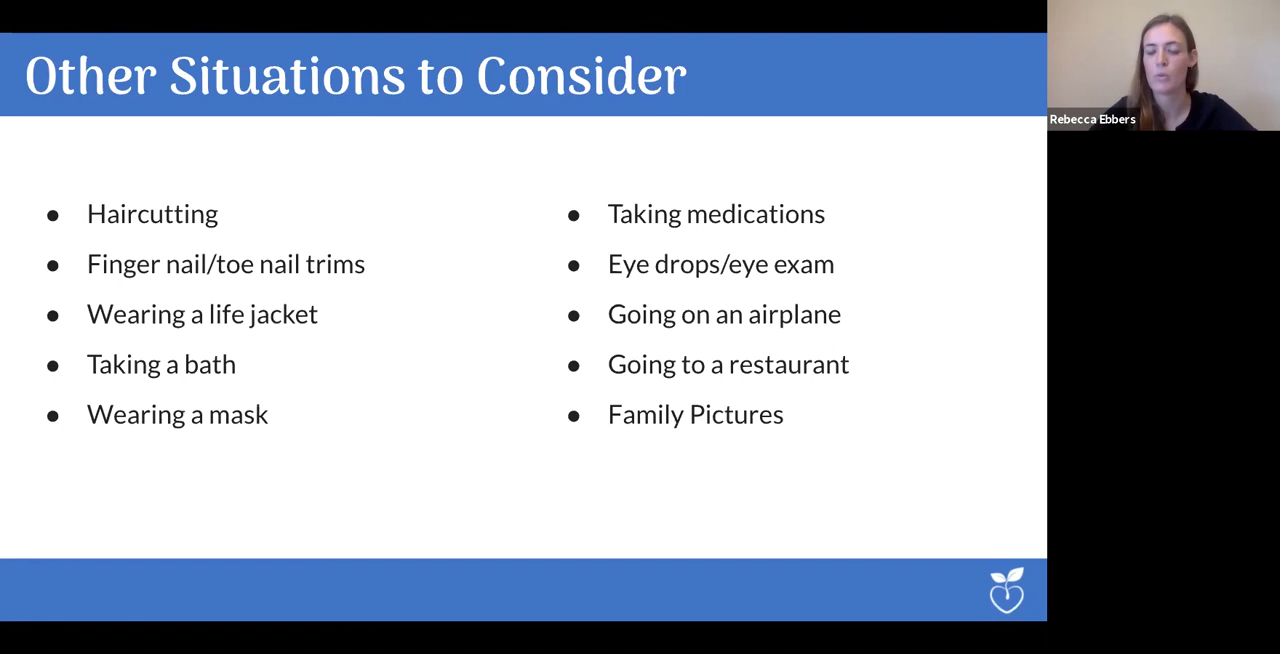 Other Situations to Consider
Rebecca Ebbers
● Haircutting
● Finger nail/toe nail trims
● Wearing a life jacket
● Taking a bath
● Wearing a mask
● Taking medications
● Eye drops/eye exam
● Going on an airplane
● Going to a restaurant
● Family Pictures